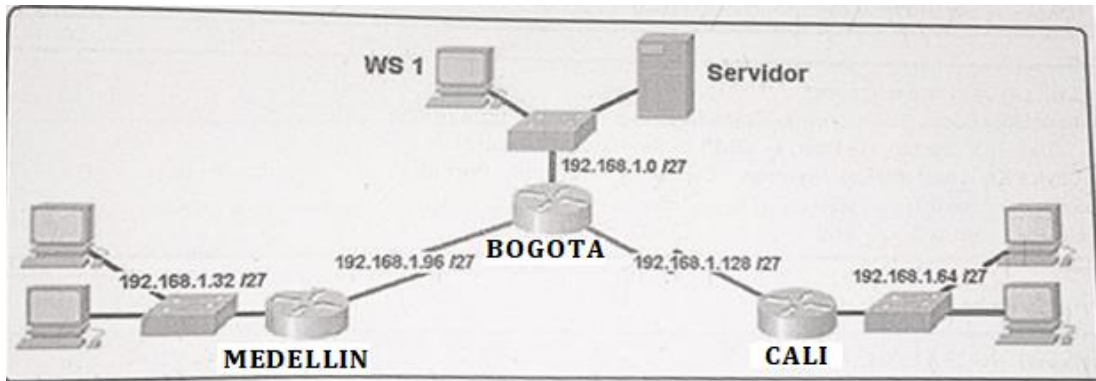 WS 1
Servidor
192.168.1.0 /27
BOGOTA
192.168.1.96 /27
192.168.1.128 /27
192.168.1.32 /27
192.168.1.64 /27
MEDELLIN
CALI